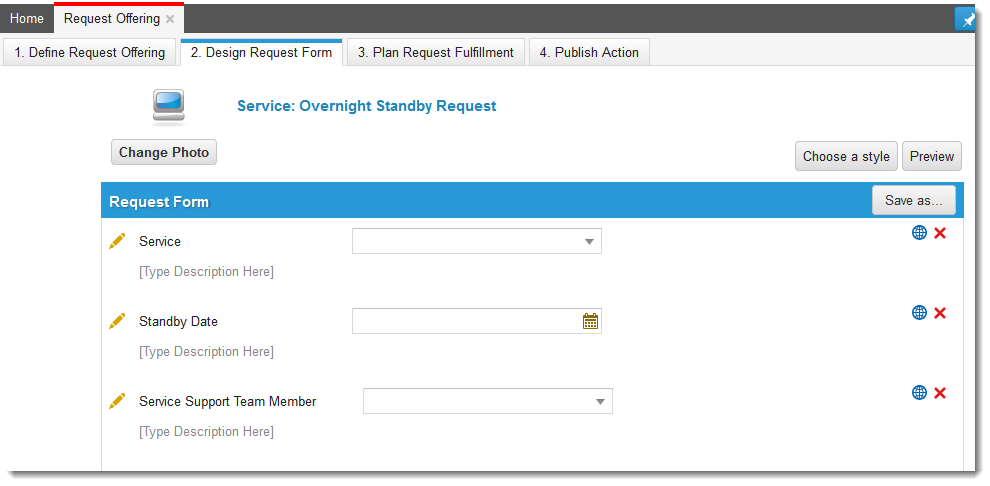 Home
Request Offering
1. Define Request Offering
2. Design Request Form
3. Plan Request Fulfillment
4. Publish Action
Service: Overnight Standby Request
Change Photo
Choose a style
Preview
Request Form
Save as...
Service
[Type Description Here]
Standby Date
[Type Description Here]
Service Support Team Member
[Type Description Here]